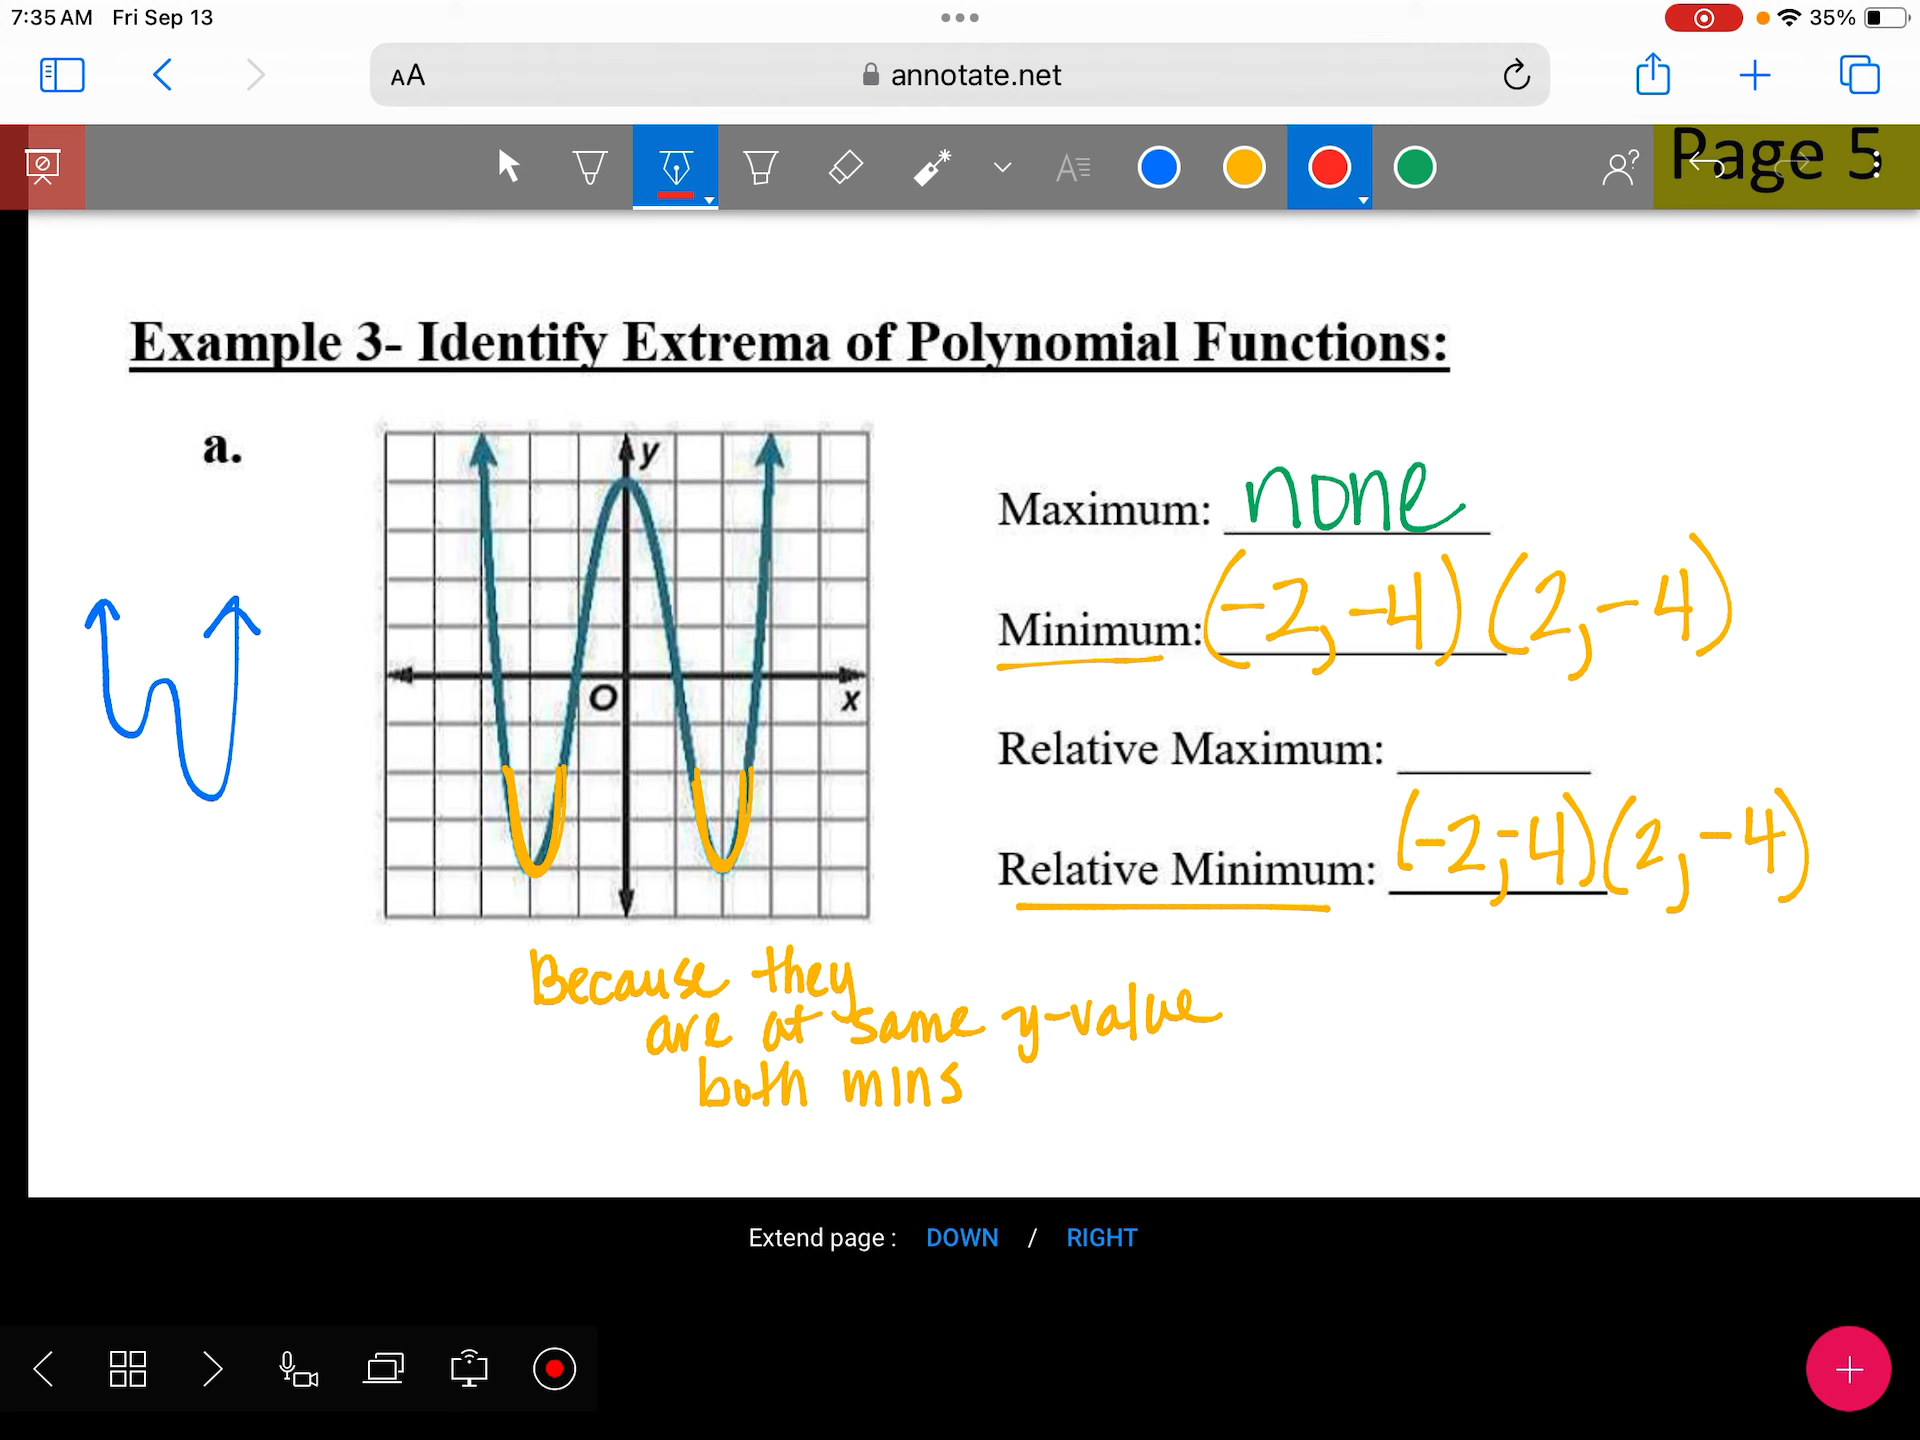 7:35 AM Fri Sep 13
35%
AA
annotate.net
A
Page 5
Example 3- Identify Extrema of Polynomial Functions:
a.
y
O
x
Maximum: none
Minimum: (-2, -4) (2, -4)
Relative Maximum:
Relative Minimum: (-2, -4) (2, -4)
Because they
are at same y-value
both mins
Extend page : DOWN / RIGHT